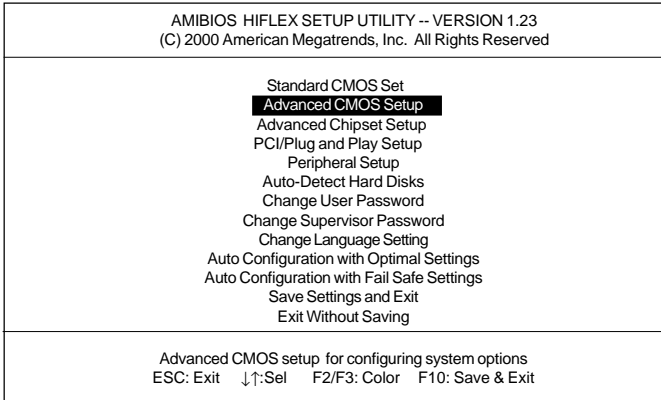 AMIBIOS HIFLEX SETUP UTILITY -- VERSION 1.23
(C) 2000 American Megatrends, Inc. All Rights Reserved
Standard CMOS Set
Advanced CMOS Setup
Advanced Chipset Setup
PCI/Plug and Play Setup
Peripheral Setup
Auto-Detect Hard Disks
Change User Password
Change Supervisor Password
Change Language Setting
Auto Configuration with Optimal Settings
Auto Configuration with Fail Safe Settings
Save Settings and Exit
Exit Without Saving
Advanced CMOS setup for configuring system options
ESC: Exit ↓↑:Sel F2/F3: Color F10: Save & Exit